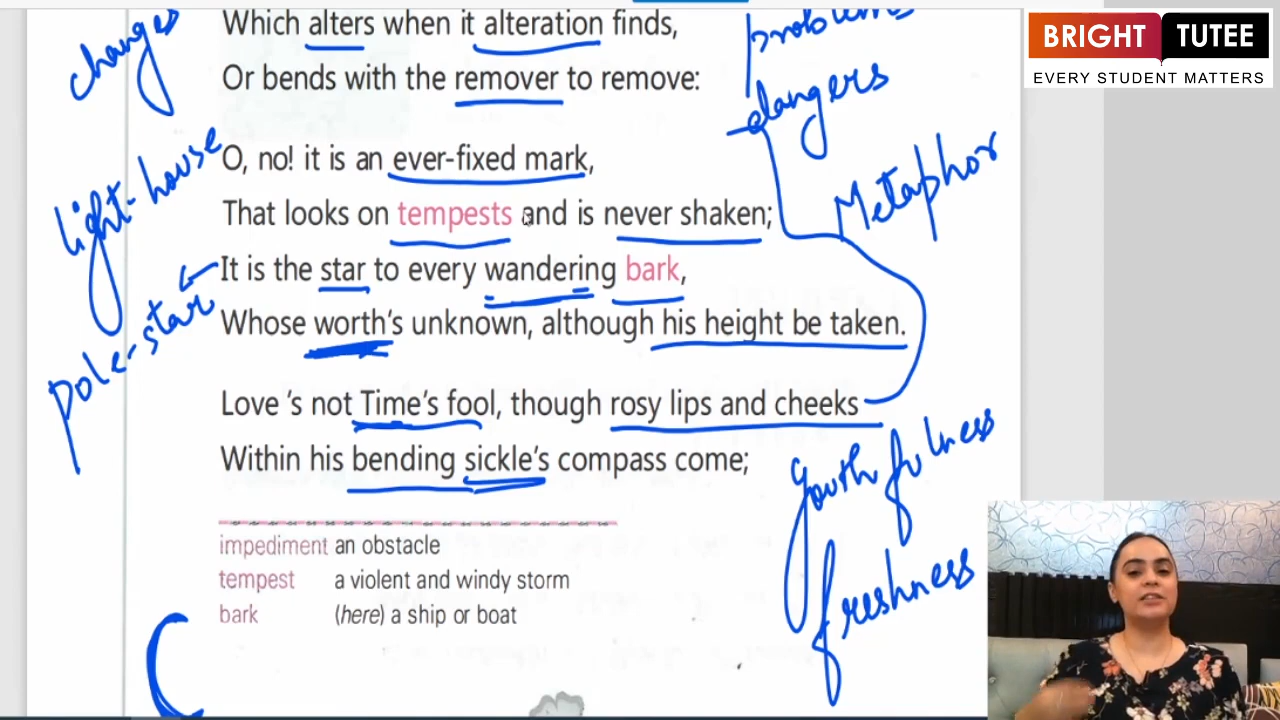 changes
Which alters when it alteration finds,
problems
BRIGHT TUTEE
EVERY STUDENT MATTERS
Or bends with the remover to remove:
dangers
light-house
O, no! it is an ever-fixed mark,
Metaphor
That looks on tempests and is never shaken;
It is the star to every wandering bark,
pole-star
Whose worth's unknown, although his height be taken.
Love 's not Time's fool, though rosy lips and cheeks
Within his bending sickle's compass come;
youthfulness
freshness
impediment an obstacle
tempest a violent and windy storm
bark (here) a ship or boat